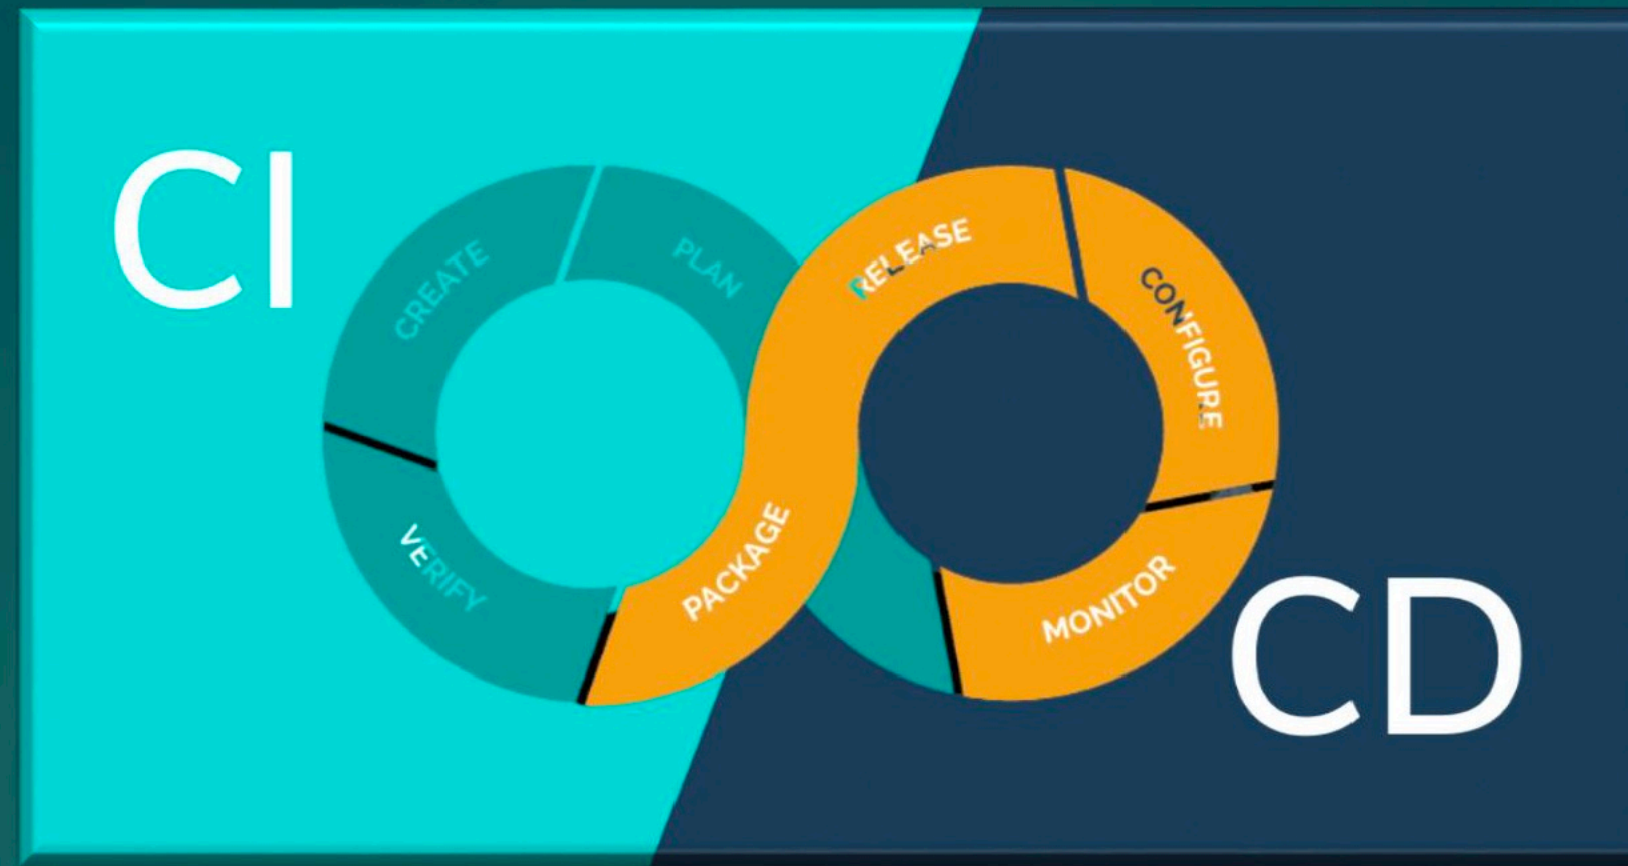 CI
CREATE
PLAN
VERIFY
PACKAGE
RELEASE
CONFIGURE
MONITOR
CD